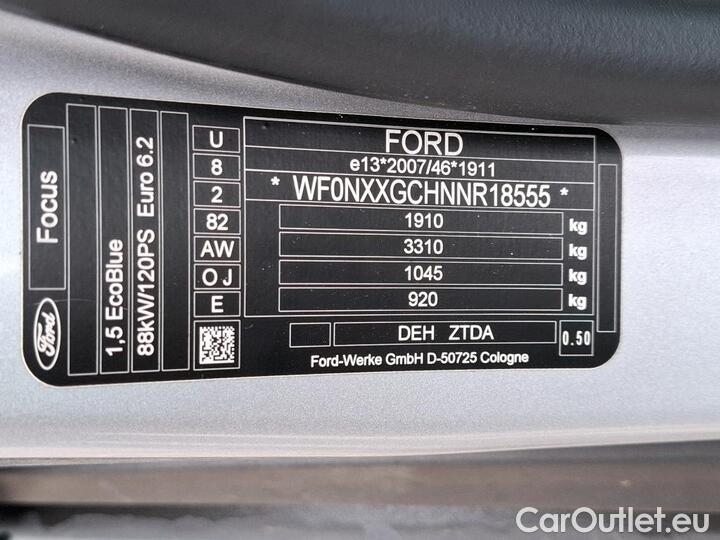 Focus
Ford
1,5 EcoBlue
88kW/120PS Euro 6.2
U
8
2
82
AW
O J
E
FORD
e13*2007/46*1911
* WF0NXXGCHNNR18555 *
1910 kg
3310 kg
1045 kg
920 kg
DEH ZTDA
0.50
Ford-Werke GmbH D-50725 Cologne
CarOutlet.eu